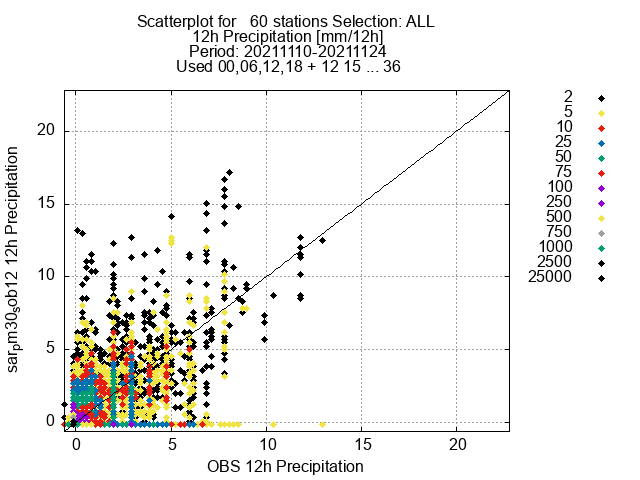 Scatterplot for 60 stations Selection: ALL
12h Precipitation [mm/12h]
Period: 20211110-20211124
Used 00,06,12,18 + 12 15 ... 36
sar_pm30_sob12 12h Precipitation
20
15
10
5
0
0 5 10 15 20
OBS 12h Precipitation
2
5
10
25
50
75
100
250
500
750
1000
2500
25000